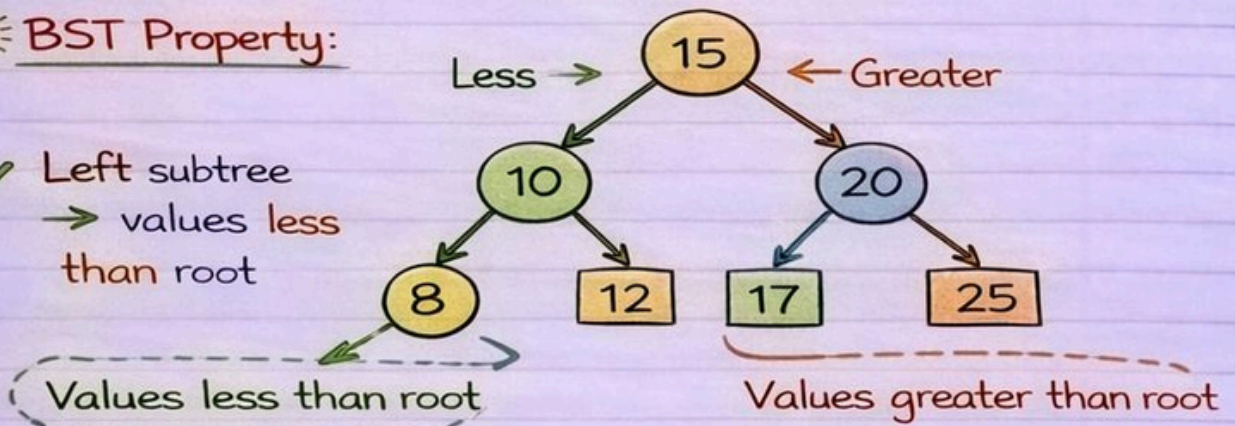 BST Property:
15
Less → ← Greater
Left subtree
→ values less
than root
10 20
8 12 17 25
Values less than root
Values greater than root